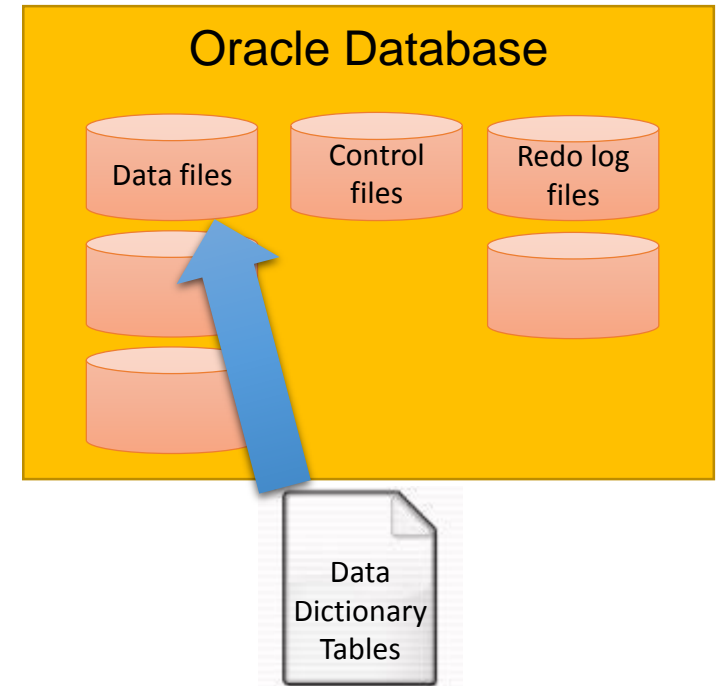 Oracle Database
Data files
Control
files
Redo log
files
Data
Dictionary
Tables